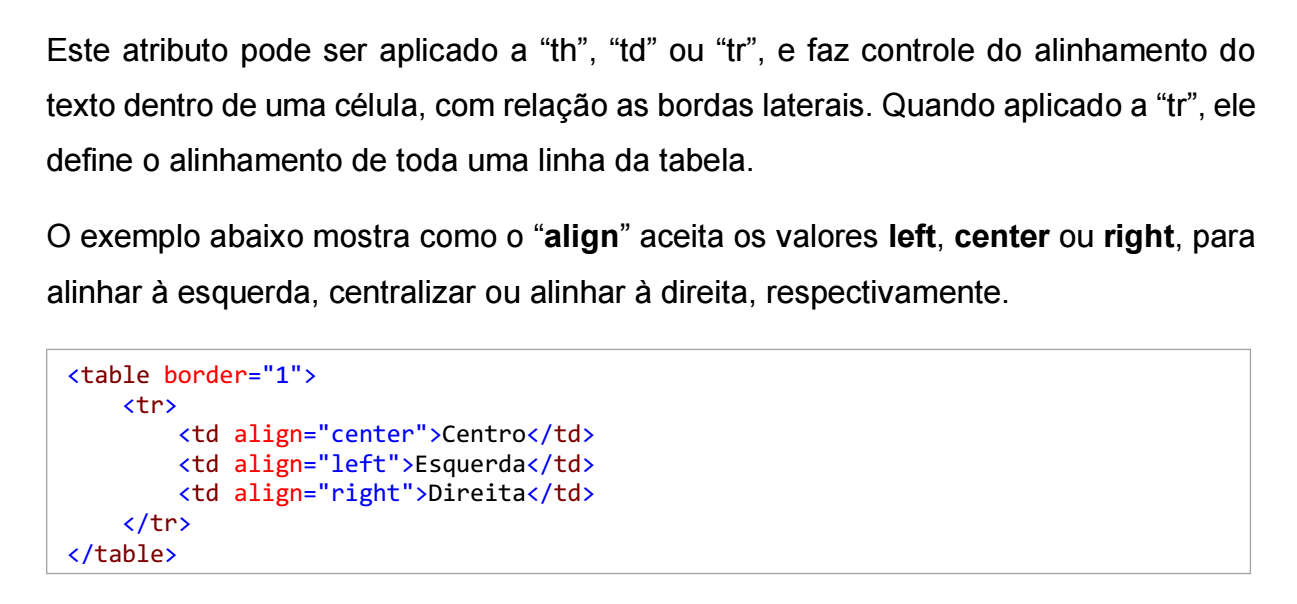 Este atributo pode ser aplicado a “th”, “td” ou “tr”, e faz controle do alinhamento do
texto dentro de uma célula, com relação as bordas laterais. Quando aplicado a “tr”, ele
define o alinhamento de toda uma linha da tabela.
O exemplo abaixo mostra como o “align” aceita os valores left, center ou right, para
alinhar à esquerda, centralizar ou alinhar à direita, respectivamente.
<table border="1">
    <tr>
        <td align="center">Centro</td>
        <td align="left">Esquerda</td>
        <td align="right">Direita</td>
    </tr>
</table>